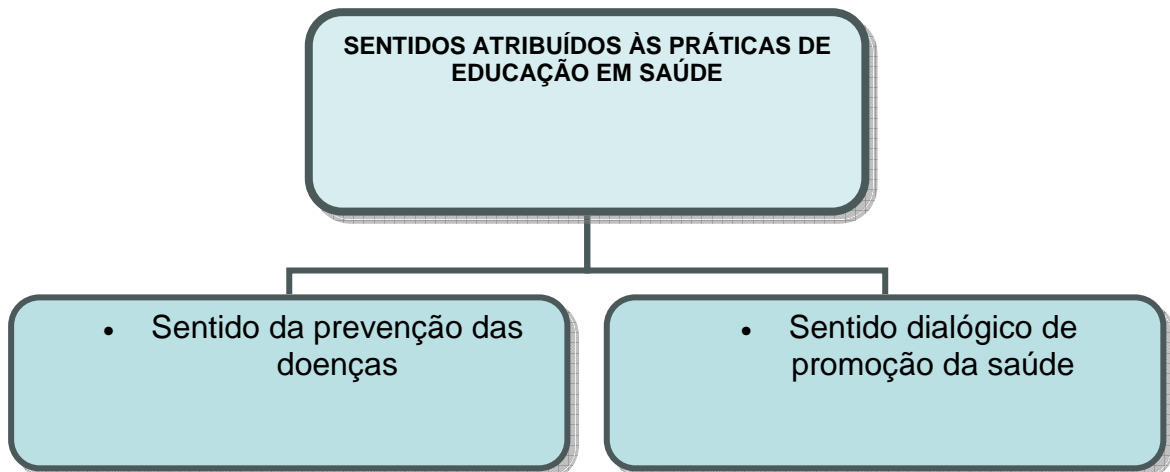 SENTIDOS ATRIBUÍDOS ÀS PRÁTICAS DE
EDUCAÇÃO EM SAÚDE
• Sentido da prevenção das
doenças
• Sentido dialógico de
promoção da saúde